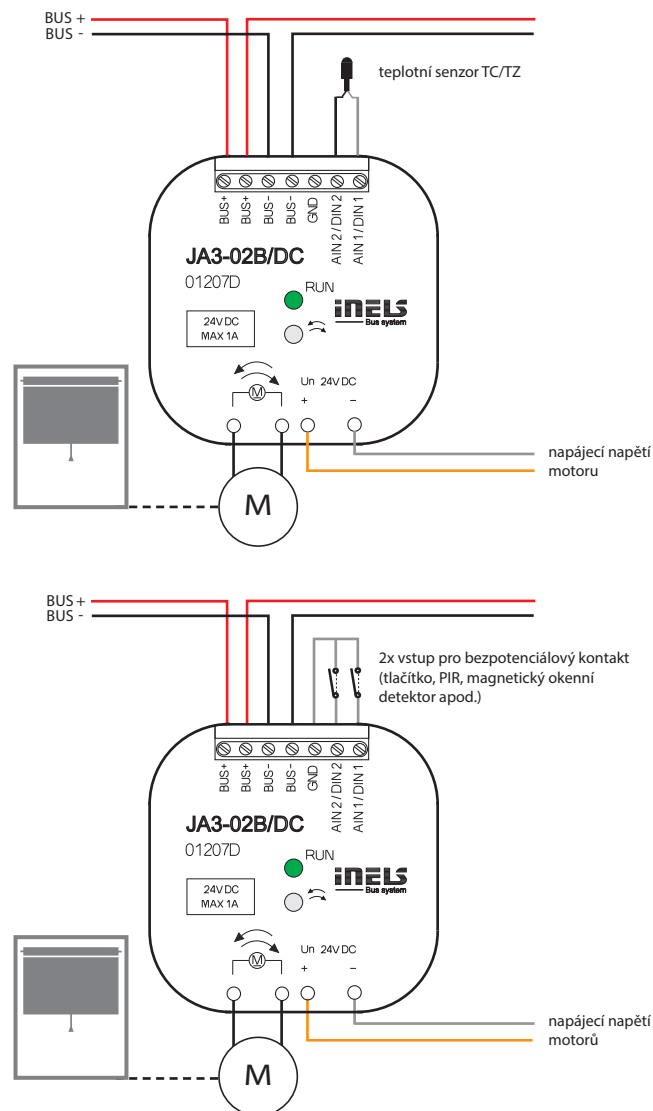 BUS +
BUS -
teplotní senzor TC/TZ
BUS+
BUS+
BUS-
BUS-
GND
AIN 2 / DIN 2
AIN 1 / DIN 1
JA3-02B/DC
01207D
RUN
iNELS
Bus system
24V DC
MAX 1A
M
Un 24V DC
+
−
napájecí napětí
motoru
M
BUS +
BUS -
2x vstup pro bezpotenciálový kontakt
(tlačítko, PIR, magnetický okenní
detektor apod.)
BUS+
BUS+
BUS-
BUS-
GND
AIN 2 / DIN 2
AIN 1 / DIN 1
JA3-02B/DC
01207D
RUN
iNELS
Bus system
24V DC
MAX 1A
M
Un 24V DC
+
−
napájecí napětí
motorů
M